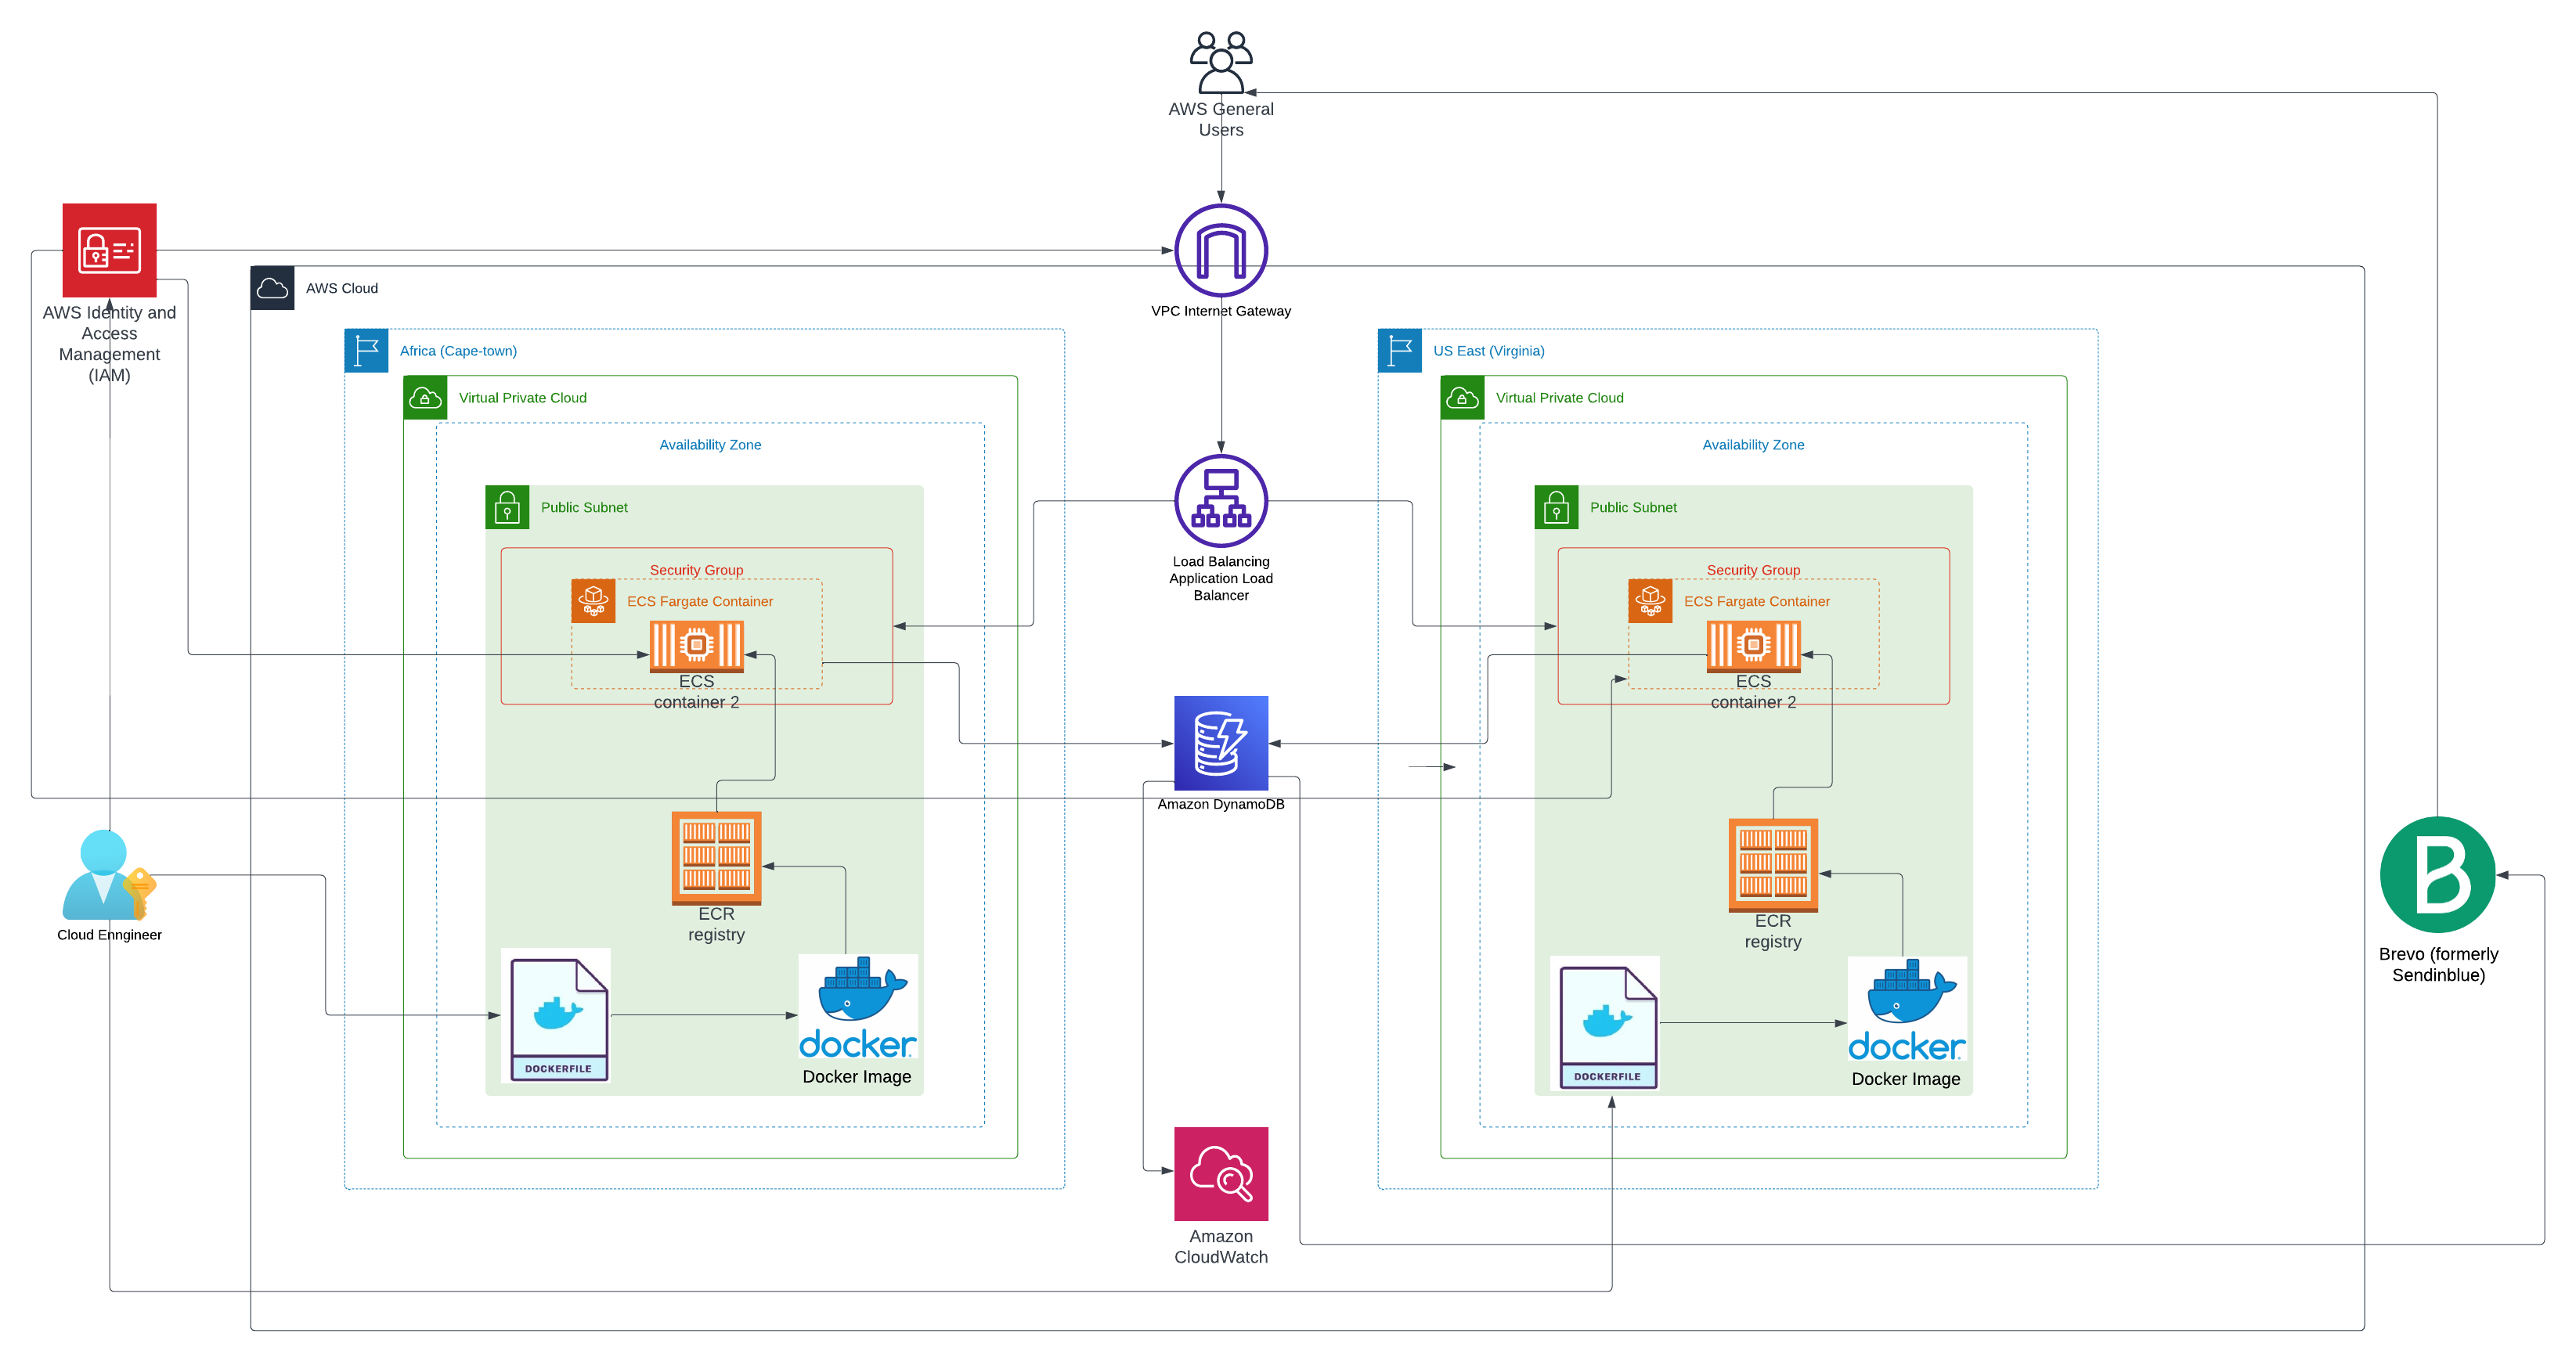 AWS General
Users
AWS Identity and
Access
Management
(IAM)
VPC Internet Gateway
AWS Cloud
Africa (Cape-town)
Virtual Private Cloud
Availability Zone
Public Subnet
Security Group
ECS Fargate Container
ECS
container 2
ECR
registry
DOCKERFILE
docker
Docker Image
Load Balancing
Application Load
Balancer
Amazon DynamoDB
Amazon
CloudWatch
US East (Virginia)
Virtual Private Cloud
Availability Zone
Public Subnet
Security Group
ECS Fargate Container
ECS
container 2
ECR
registry
DOCKERFILE
docker
Docker Image
Cloud Enngineer
B
Brevo (formerly
Sendinblue)